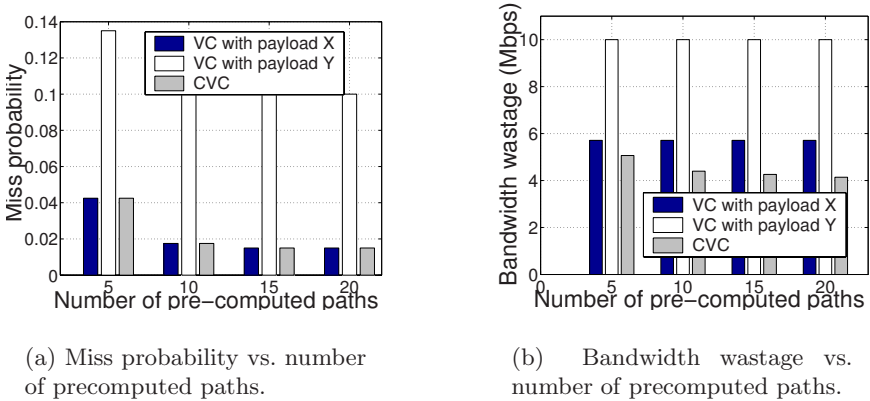 0.14
0.12
0.1
0.08
0.06
0.04
0.02
0
Miss probability
VC with payload X
VC with payload Y
CVC
5
10
15
20
Number of pre−computed paths
(a) Miss probability vs. number
of precomputed paths.
10
8
6
4
2
0
Bandwidth wastage (Mbps)
VC with payload X
VC with payload Y
CVC
0
5
10
15
20
Number of pre−computed paths
(b) Bandwidth wastage vs.
number of precomputed paths.